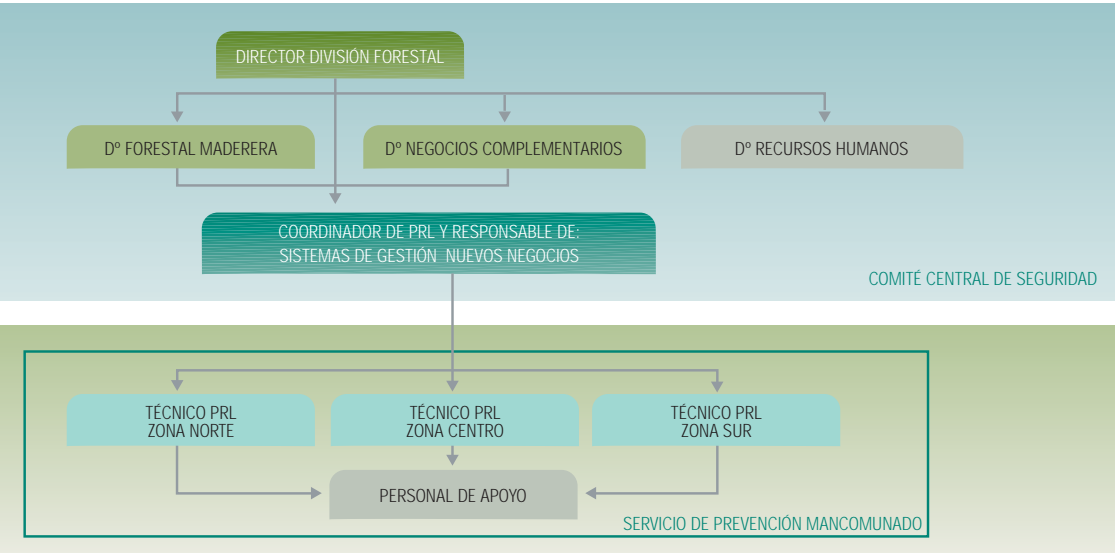 DIRECTOR DIVISIÓN FORESTAL
Dº FORESTAL MADERERA
Dº NEGOCIOS COMPLEMENTARIOS
Dº RECURSOS HUMANOS
COORDINADOR DE PRL Y RESPONSABLE DE:
SISTEMAS DE GESTIÓN NUEVOS NEGOCIOS
COMITÉ CENTRAL DE SEGURIDAD
TÉCNICO PRL
ZONA NORTE
TÉCNICO PRL
ZONA CENTRO
TÉCNICO PRL
ZONA SUR
PERSONAL DE APOYO
SERVICIO DE PREVENCIÓN MANCOMUNADO